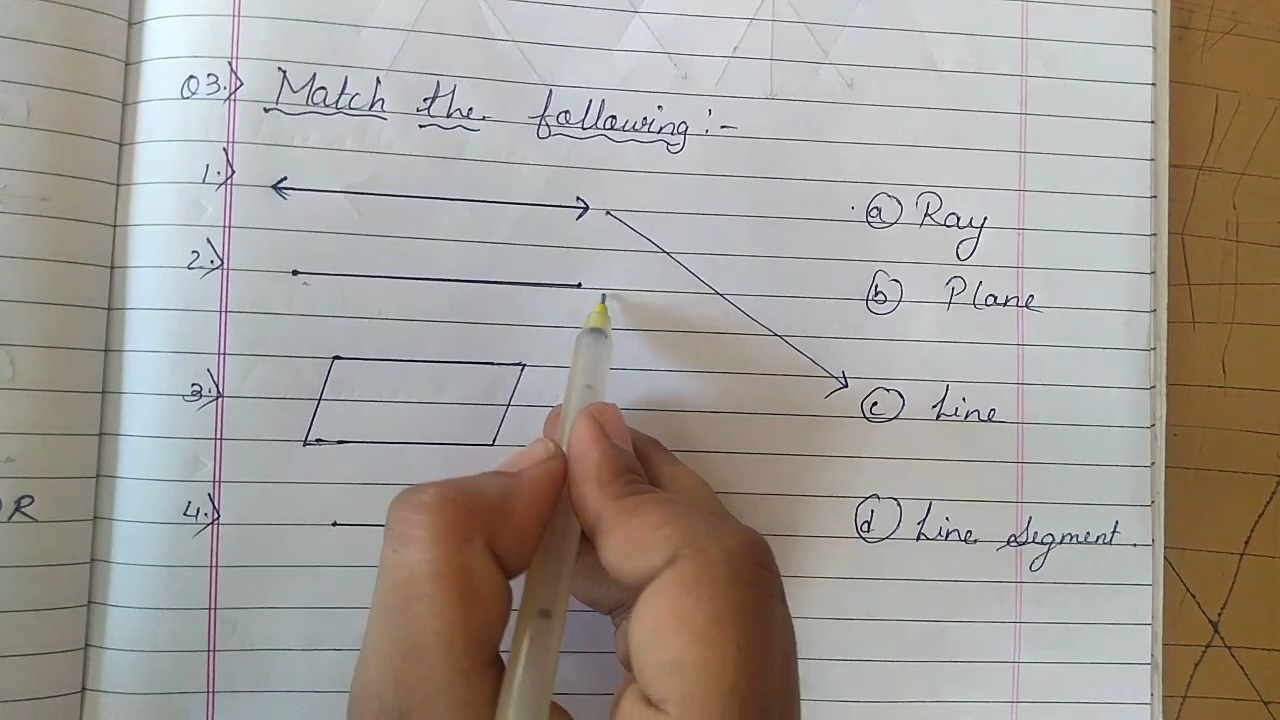 Q3.) Match the following :-
1.)
(a) Ray
2.)
(b) Plane
3.)
(c) Line
R
4.)
(d) Line Segment.